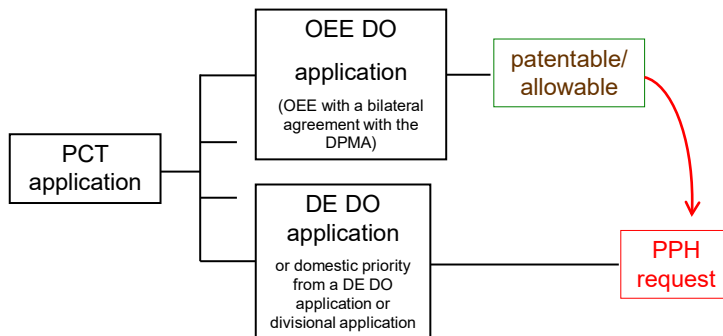 OEE DO
application
(OEE with a bilateral
agreement with the
DPMA)
patentable/
allowable
PCT
application
DE DO
application
or domestic priority
from a DE DO
application or
divisional application
PPH
request